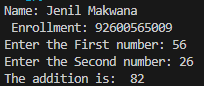 Name: Jenil Makwana
 Enrollment: 92600565009
Enter the First number: 56
Enter the Second number: 26
The addition is:  82